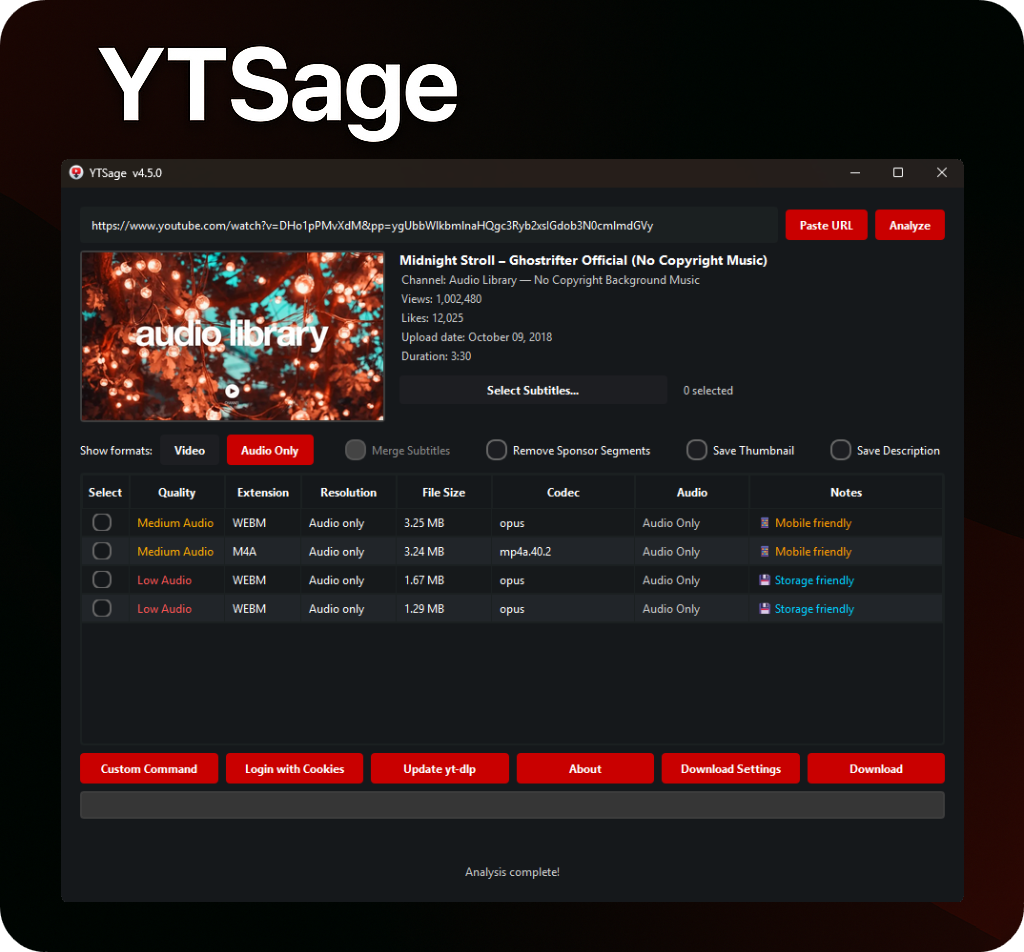 YTSage
YTSage v4.5.0
https://www.youtube.com/watch?v=DHo1pPMvXdM&pp=ygUbbWlkbmlnaHQgc3Ryb2xsIGdob3N0cmlmdGVy
Paste URL
Analyze
audio library
Midnight Stroll – Ghostrifter Official (No Copyright Music)
Channel: Audio Library — No Copyright Background Music
Views: 1,002,480
Likes: 12,025
Upload date: October 09, 2018
Duration: 3:30
Select Subtitles...
0 selected
Show formats:
Video
Audio Only
Merge Subtitles
Remove Sponsor Segments
Save Thumbnail
Save Description
Select Quality Extension Resolution File Size Codec Audio Notes
Medium Audio WEBM Audio only 3.25 MB opus Audio Only Mobile friendly
Medium Audio M4A Audio only 3.24 MB mp4a.40.2 Audio Only Mobile friendly
Low Audio WEBM Audio only 1.67 MB opus Audio Only Storage friendly
Low Audio WEBM Audio only 1.29 MB opus Audio Only Storage friendly
Custom Command
Login with Cookies
Update yt-dlp
About
Download Settings
Download
Analysis complete!